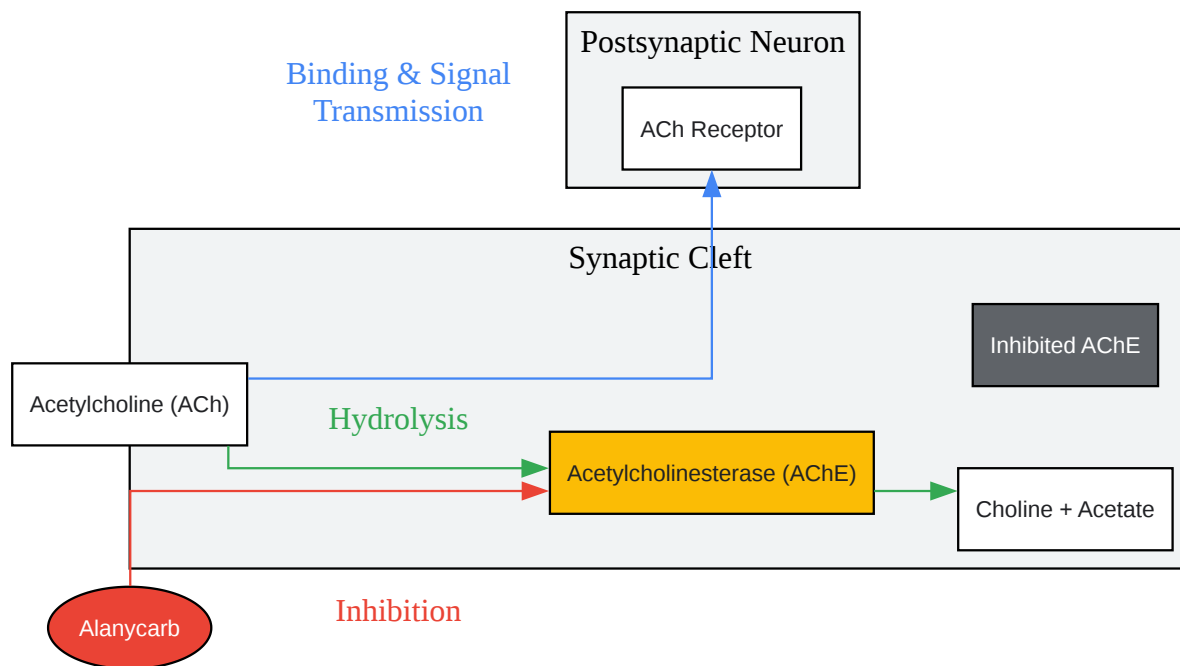 Postsynaptic Neuron
Binding & Signal
Transmission
ACh Receptor
Synaptic Cleft
Inhibited AChE
Acetylcholine (ACh)
Hydrolysis
Acetylcholinesterase (AChE)
Choline + Acetate
Inhibition
Alanycarb